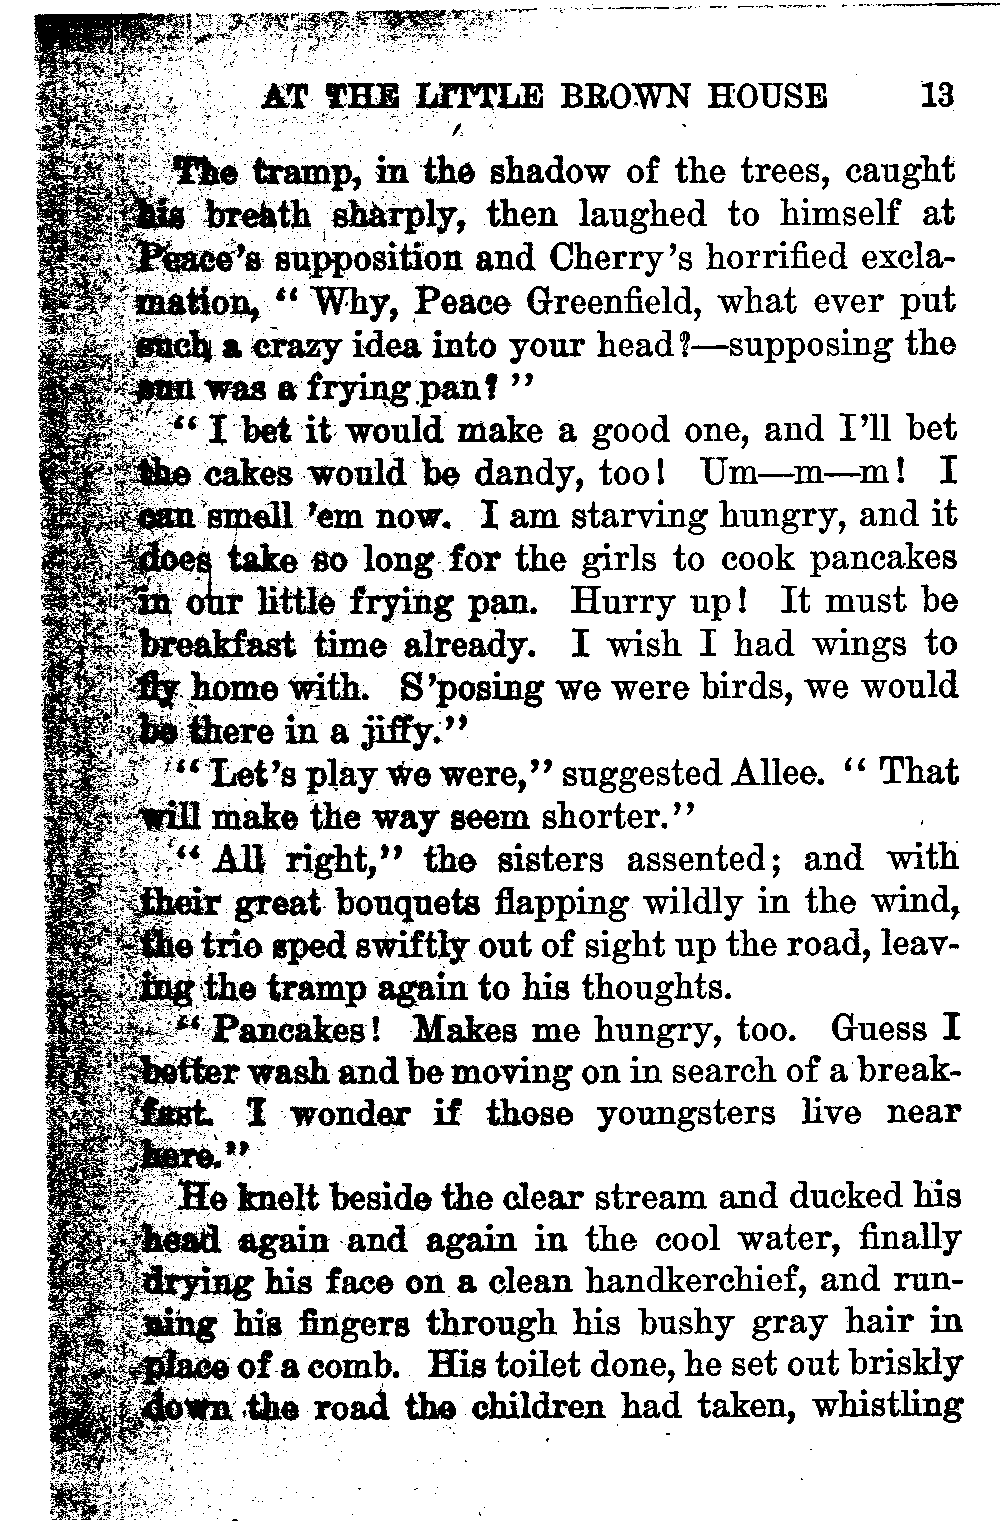 AT THE LITTLE BROWN HOUSE 13
The tramp, in the shadow of the trees, caught
his breath sharply, then laughed to himself at
Peace's supposition and Cherry's horrified excla-
mation, “ Why, Peace Greenfield, what ever put
such a crazy idea into your head?—supposing the
sun was a frying pan! ”
“ I bet it would make a good one, and I'll bet
the cakes would be dandy, too! Um—m—m! I
can smell 'em now. I am starving hungry, and it
does take so long for the girls to cook pancakes
in our little frying pan. Hurry up! It must be
breakfast time already. I wish I had wings to
fly home with. S'posing we were birds, we would
be there in a jiffy.”
“ Let's play we were,” suggested Allee. “ That
will make the way seem shorter.”
“ All right,” the sisters assented; and with
their great bouquets flapping wildly in the wind,
the trio sped swiftly out of sight up the road, leav-
ing the tramp again to his thoughts.
“ Pancakes! Makes me hungry, too. Guess I
better wash and be moving on in search of a break-
fast. I wonder if those youngsters live near
here.”
He knelt beside the clear stream and ducked his
head again and again in the cool water, finally
drying his face on a clean handkerchief, and run-
ning his fingers through his bushy gray hair in
place of a comb. His toilet done, he set out briskly
down the road the children had taken, whistling